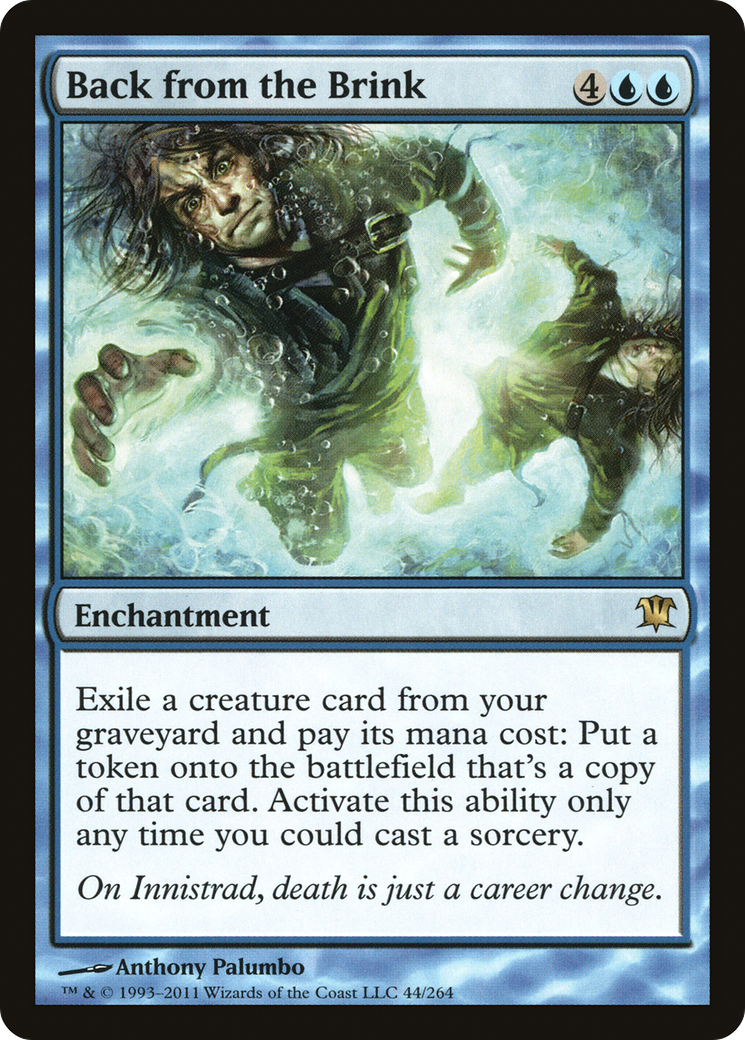 Back from the Brink 4
Enchantment
Exile a creature card from your
graveyard and pay its mana cost: Put a
token onto the battlefield that's a copy
of that card. Activate this ability only
any time you could cast a sorcery.
On Innistrad, death is just a career change.
Anthony Palumbo
™ & © 1993–2011 Wizards of the Coast LLC 44/264